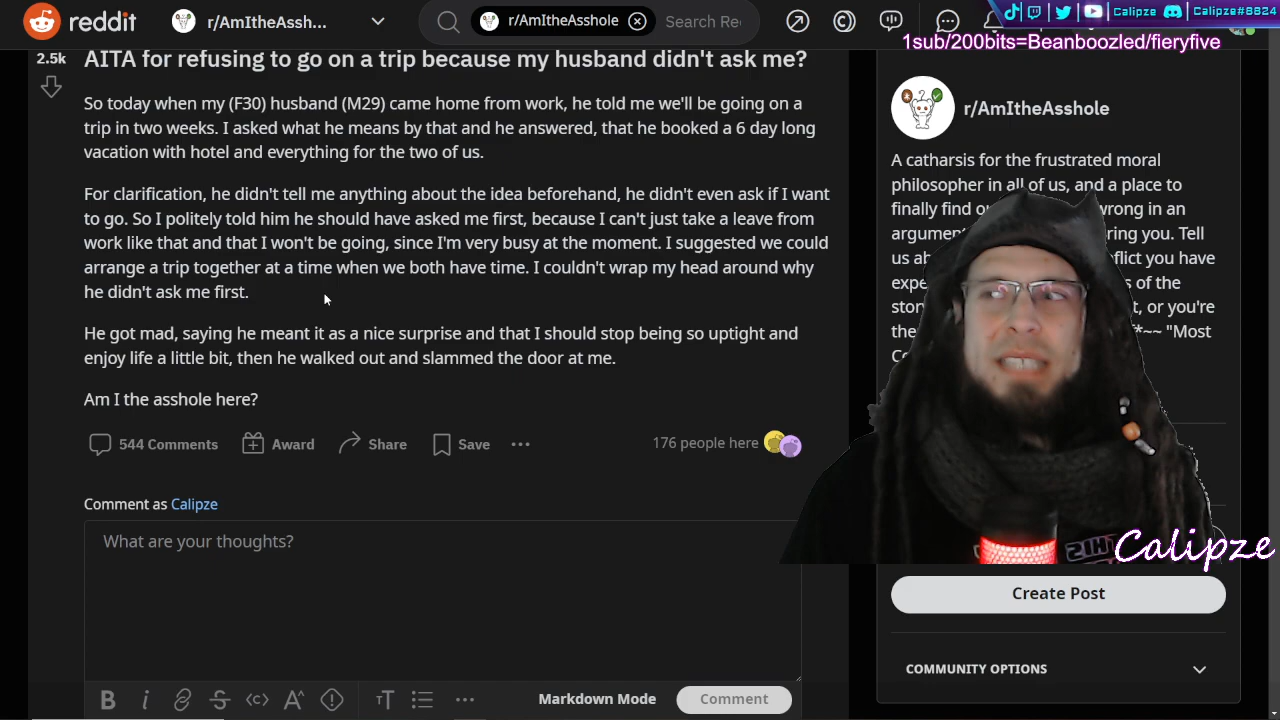 reddit
r/AmItheAssh...
r/AmItheAsshole
Search Re
Calipze
Calipze#8824
1sub/200bits=Beanboozled/fieryfive
2.5k
AITA for refusing to go on a trip because my husband didn't ask me?
So today when my (F30) husband (M29) came home from work, he told me we'll be going on a
trip in two weeks. I asked what he means by that and he answered, that he booked a 6 day long
vacation with hotel and everything for the two of us.
For clarification, he didn't tell me anything about the idea beforehand, he didn't even ask if I want
to go. So I politely told him he should have asked me first, because I can't just take a leave from
work like that and that I won't be going, since I'm very busy at the moment. I suggested we could
arrange a trip together at a time when we both have time. I couldn't wrap my head around why
he didn't ask me first.
He got mad, saying he meant it as a nice surprise and that I should stop being so uptight and
enjoy life a little bit, then he walked out and slammed the door at me.
Am I the asshole here?
544 Comments
Award
Share
Save
176 people here
Comment as Calipze
What are your thoughts?
Markdown Mode
Comment
r/AmItheAsshole
A catharsis for the frustrated moral
philosopher in all of us, and a place to
finally find wrong in an
Tell
us flict you have
of the
or you're
the **~~ "Most
Calipze
Create Post
COMMUNITY OPTIONS